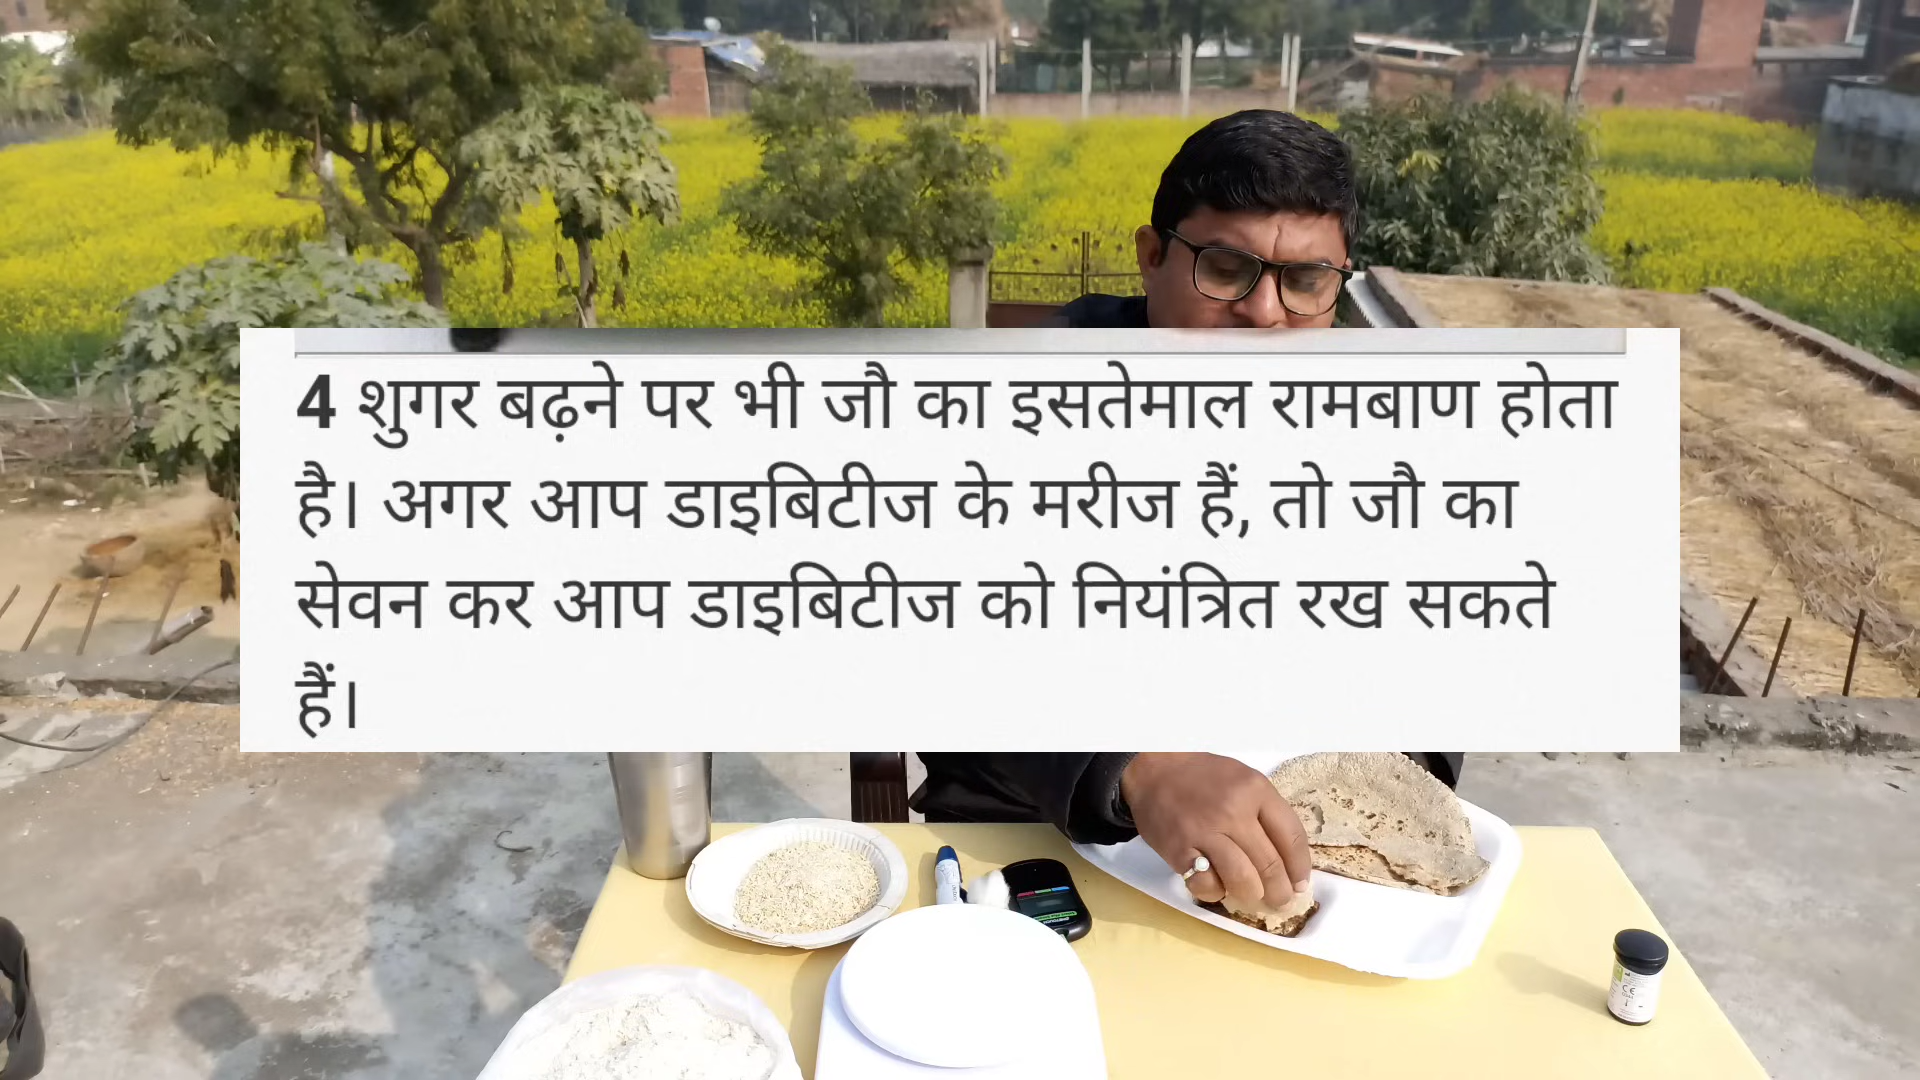 4 शुगर बढ़ने पर भी जौ का इसतेमाल रामबाण होता
है। अगर आप डाइबिटीज के मरीज हैं, तो जौ का
सेवन कर आप डाइबिटीज को नियंत्रित रख सकते
हैं।